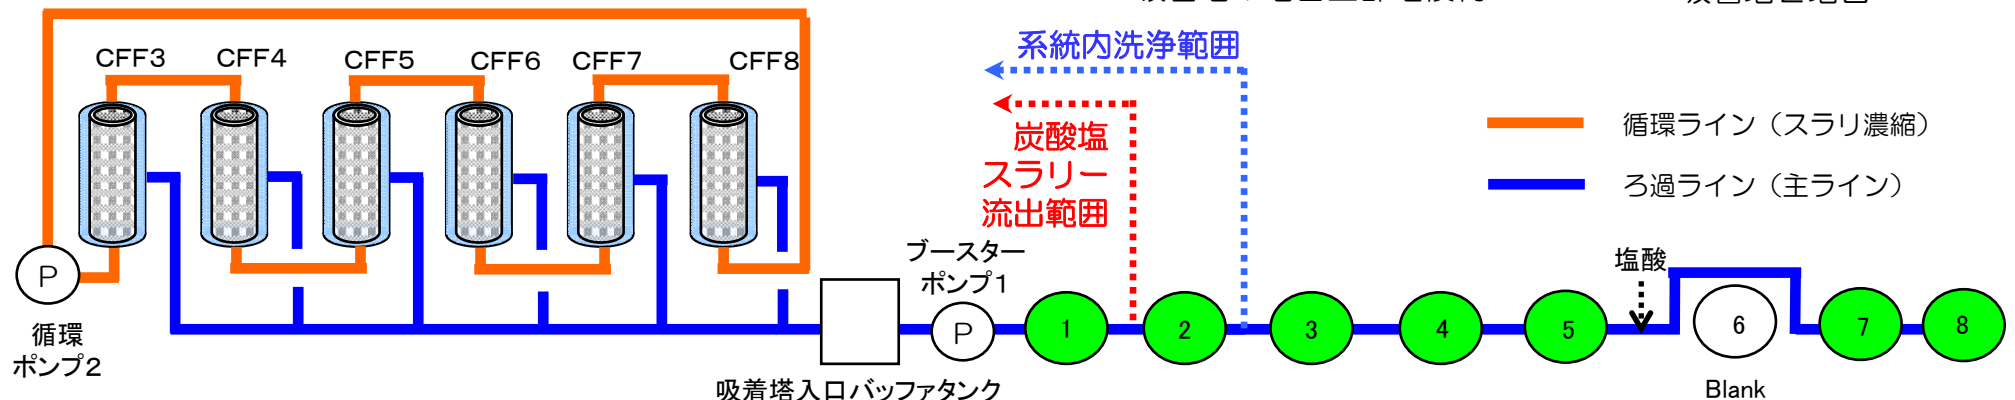 系統内洗浄範囲
CFF3
CFF4
CFF5
CFF6
CFF7
CFF8
炭酸塩
スラリー
流出範囲
循環ライン（スラリ濃縮）
ろ過ライン（主ライン）
ブースター
ポンプ1
塩酸
P
P
1
2
3
4
5
6
7
8
循環
ポンプ2
吸着塔入口バッファタンク
Blank